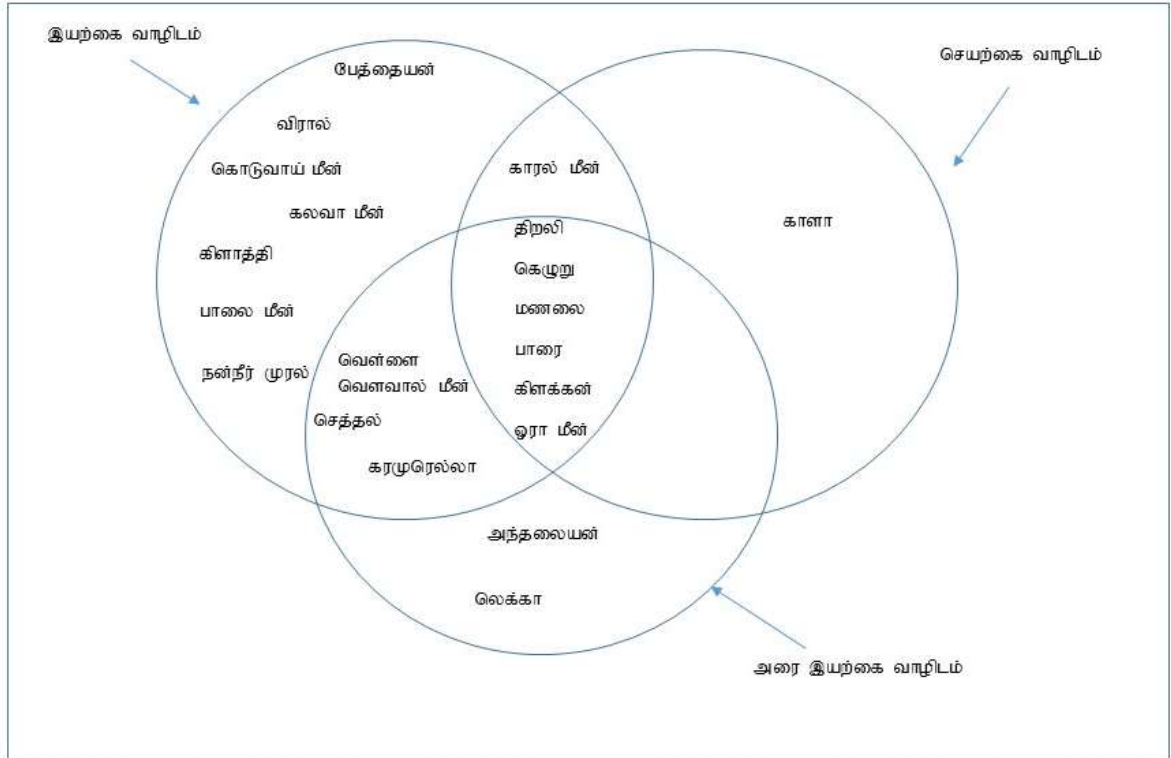 இயற்கை வாழிடம்
செயற்கை வாழிடம்
பேத்தையன்
விரால்
கொடுவாய் மீன்
காரல் மீன்
கலவா மீன்
காளா
திறலி
கிளாத்தி
கெழுறு
பாலை மீன்
மணலை
பாரை
வெள்ளை
நன்நீர் முரல்
வௌவால் மீன்
கிளக்கன்
செத்தல்
ஓரா மீன்
கரமுரெல்லா
அந்தலையன்
லெக்கா
அரை இயற்கை வாழிடம்